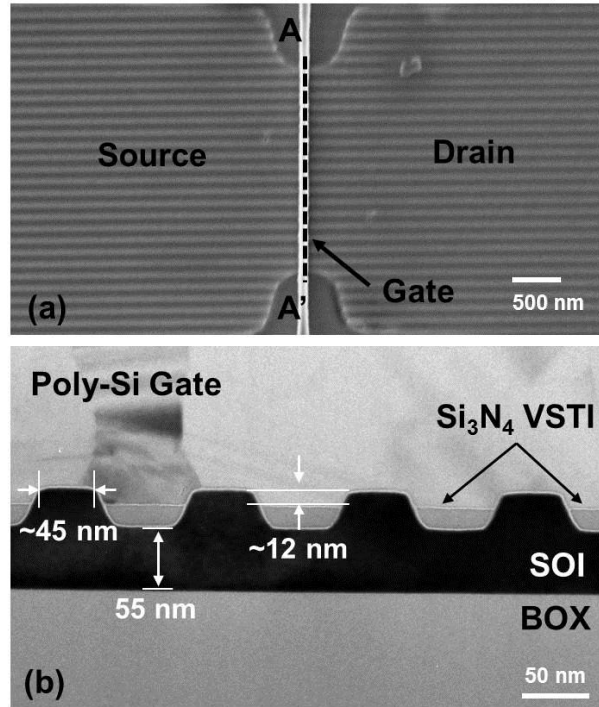 A
Source
Drain
A'
Gate
500 nm
(a)
Poly-Si Gate
Si₃N₄ VSTI
~45 nm
~12 nm
55 nm
SOI
BOX
(b)
50 nm